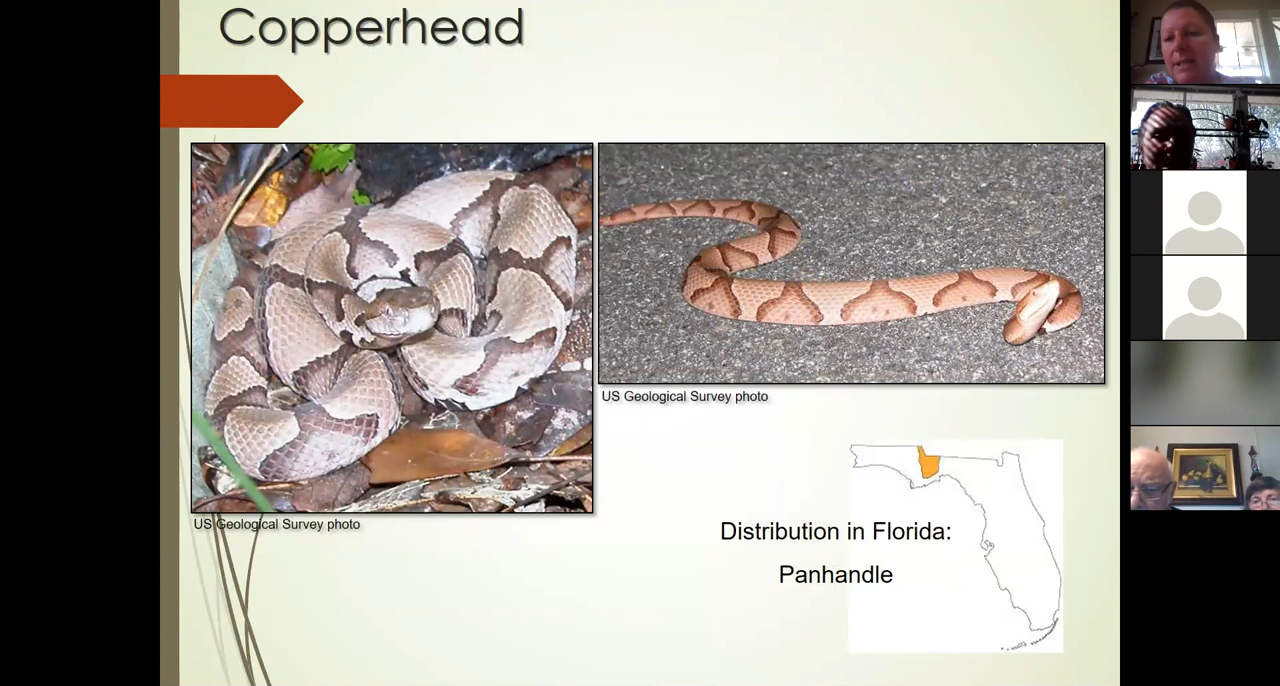 Copperhead
US Geological Survey photo
US Geological Survey photo
Distribution in Florida:
Panhandle